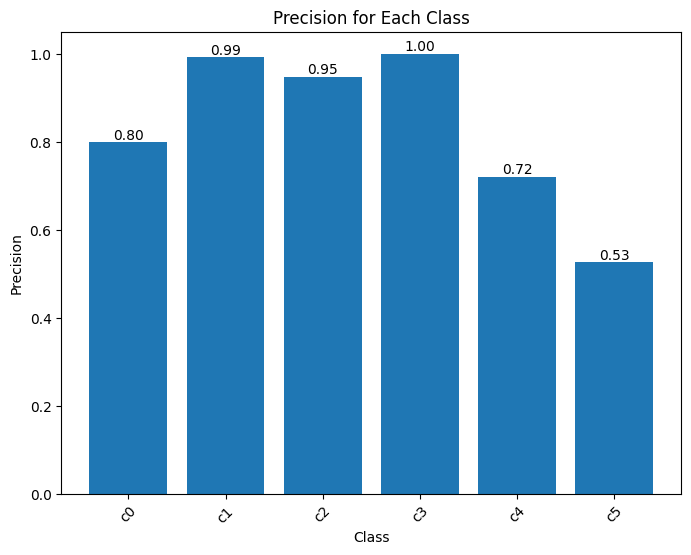 Precision for Each Class
Precision
1.0
0.8
0.6
0.4
0.2
0.0
0.80
0.99
0.95
1.00
0.72
0.53
c0
c1
c2
c3
c4
c5
Class